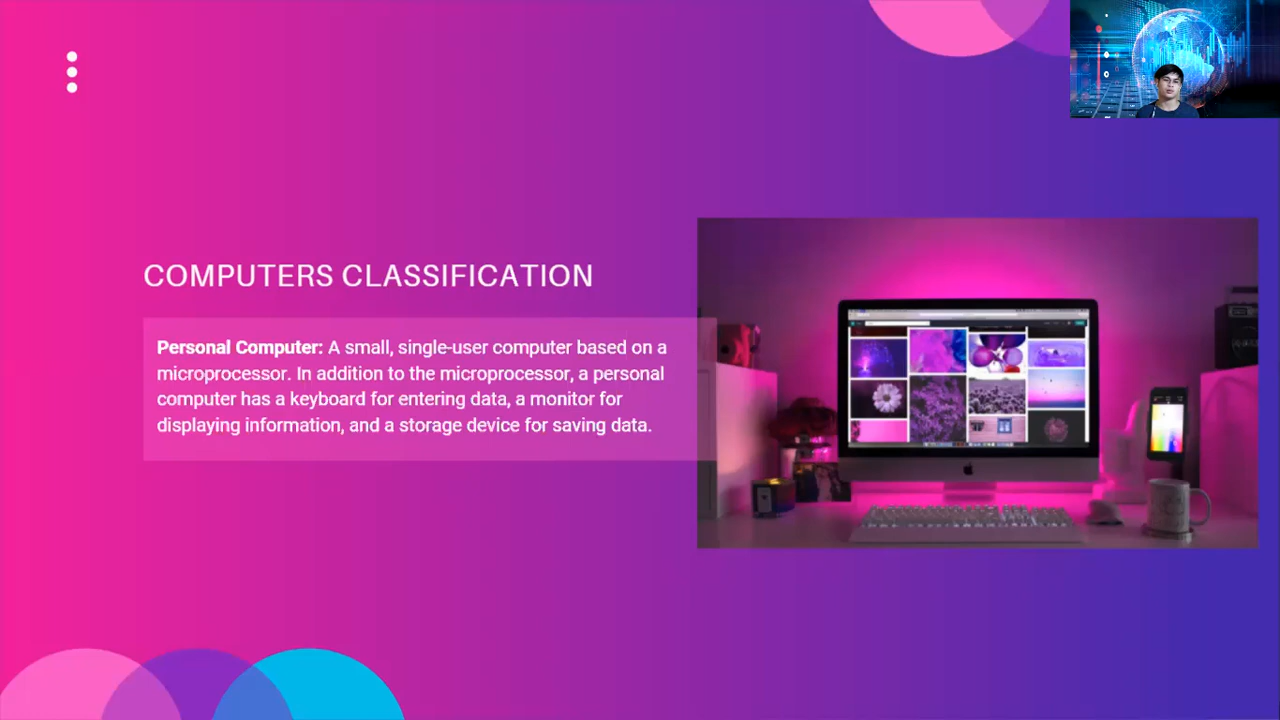 COMPUTERS CLASSIFICATION
Personal Computer: A small, single-user computer based on a
microprocessor. In addition to the microprocessor, a personal
computer has a keyboard for entering data, a monitor for
displaying information, and a storage device for saving data.